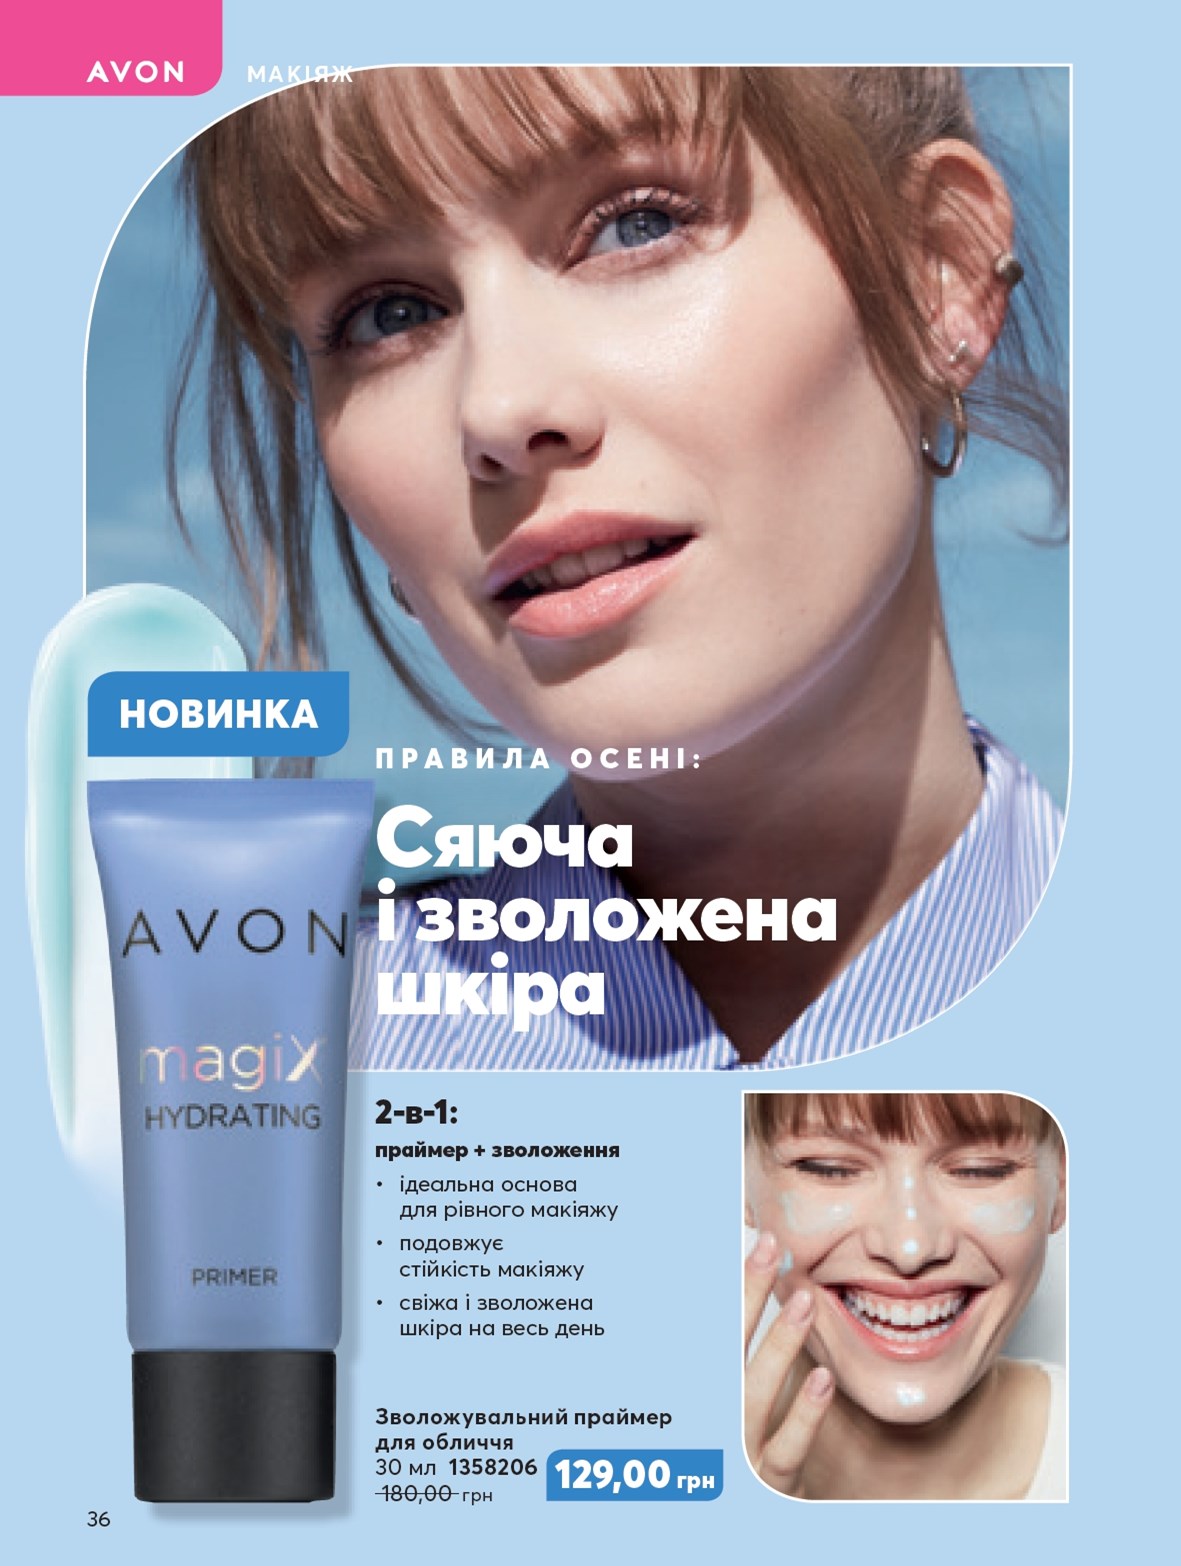 AVON
МАКІЯЖ
НОВИНКА
ПРАВИЛА ОСЕНІ:
Сяюча
і зволожена
шкіра
AVON
magiX
HYDRATING
PRIMER
2-в-1:
праймер + зволоження
• ідеальна основа
для рівного макіяжу
• подовжує
стійкість макіяжу
• свіжа і зволожена
шкіра на весь день
Зволожувальний праймер
для обличчя
30 мл 1358206
180,00 грн
129,00 грн
36